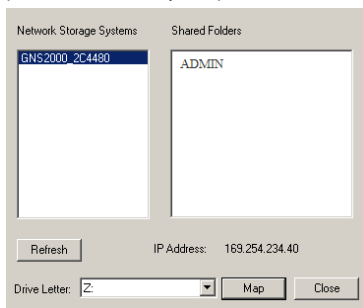 Network Storage Systems Shared Folders
GNS2000_2C4480 ADMIN
Refresh IP Address: 169.254.234.40
Drive Letter: Z: Map Close